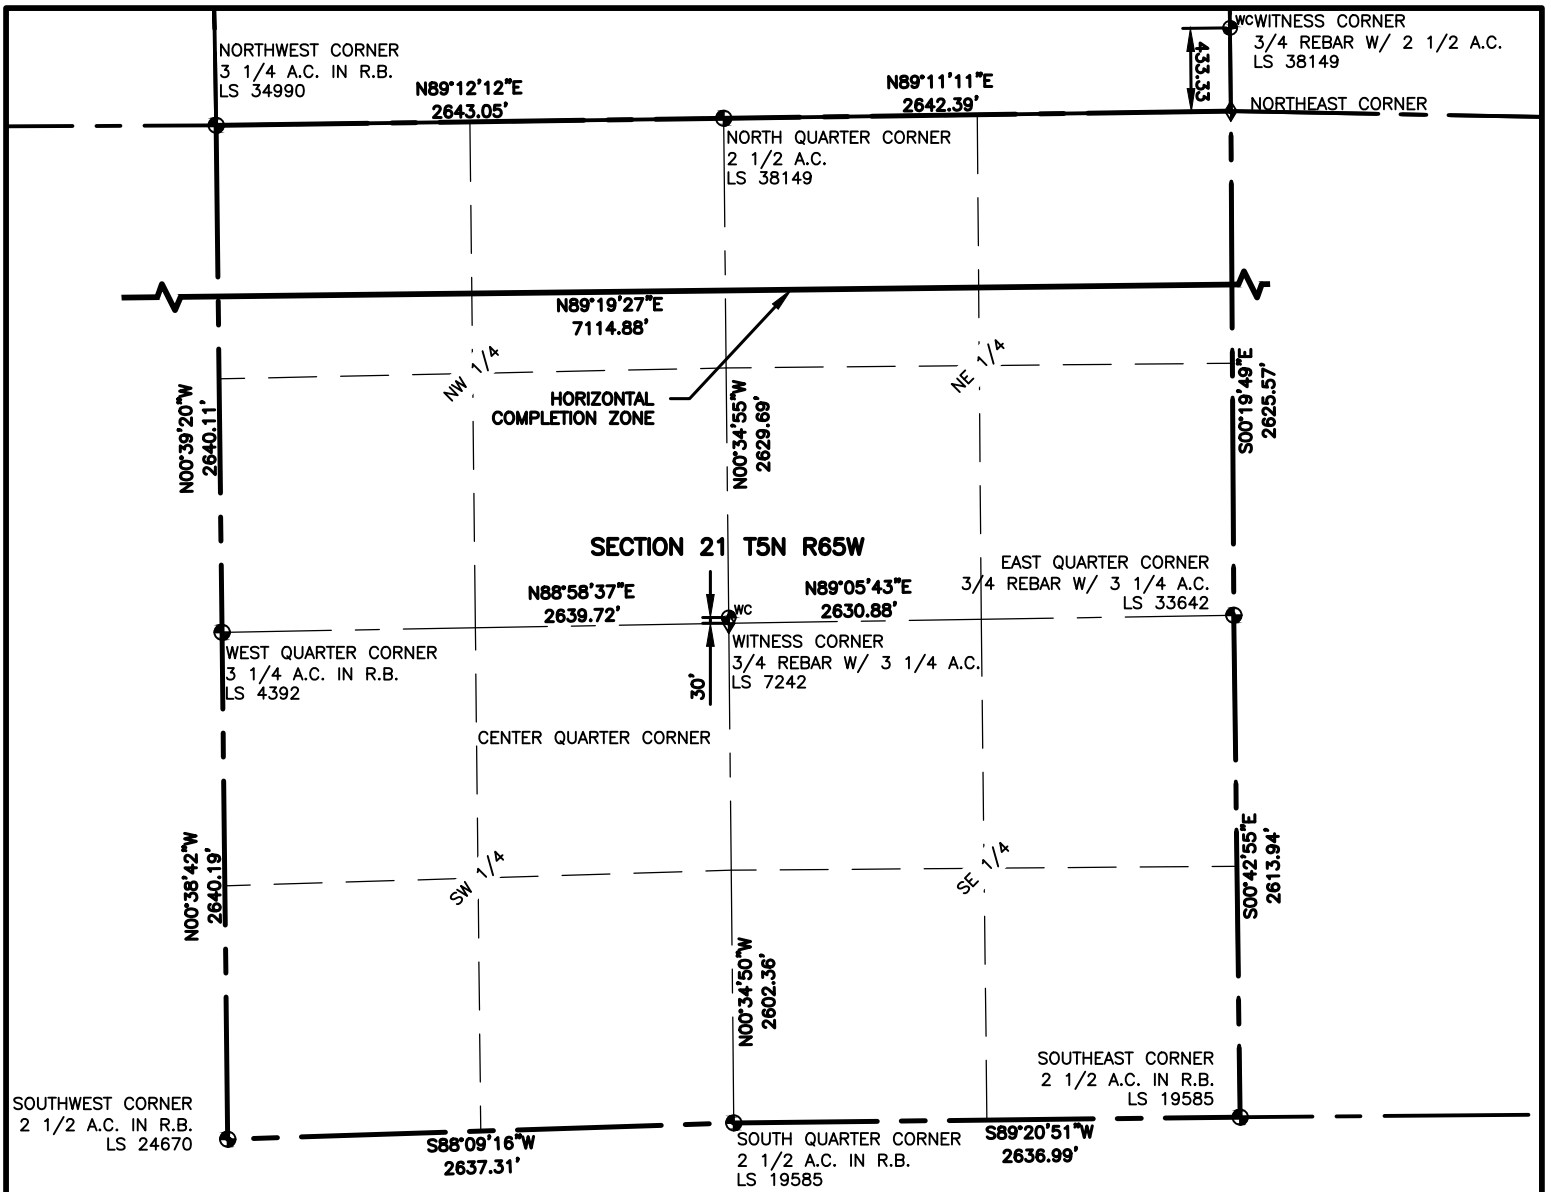 NORTHWEST CORNER
3 1/4 A.C. IN R.B.
LS 34990
N89°12'12"E
2643.05'
N89°11'11"E
2642.39'
433.33
WC
WITNESS CORNER
3/4 REBAR W/ 2 1/2 A.C.
LS 38149
NORTHEAST CORNER
NORTH QUARTER CORNER
2 1/2 A.C.
LS 38149
N89°19'27"E
7114.88'
NW 1/4
NE 1/4
HORIZONTAL
COMPLETION ZONE
N00°39'20"W
2640.11'
N00°34'55"W
2629.69'
S00°19'49"E
2625.57'
SECTION 21 T5N R65W
N88°58'37"E
2639.72'
WC
N89°05'43"E
2630.88'
EAST QUARTER CORNER
3/4 REBAR W/ 3 1/4 A.C.
LS 33642
WEST QUARTER CORNER
3 1/4 A.C. IN R.B.
LS 4392
30'
WITNESS CORNER
3/4 REBAR W/ 3 1/4 A.C.
LS 7242
CENTER QUARTER CORNER
N00°38'42"W
2640.19'
SW 1/4
SE 1/4
S00°42'55"E
2613.94'
N00°34'50"W
2602.36'
SOUTHWEST CORNER
2 1/2 A.C. IN R.B.
LS 24670
S88°09'16"W
2637.31'
SOUTH QUARTER CORNER
2 1/2 A.C. IN R.B.
LS 19585
S89°20'51"W
2636.99'
SOUTHEAST CORNER
2 1/2 A.C. IN R.B.
LS 19585